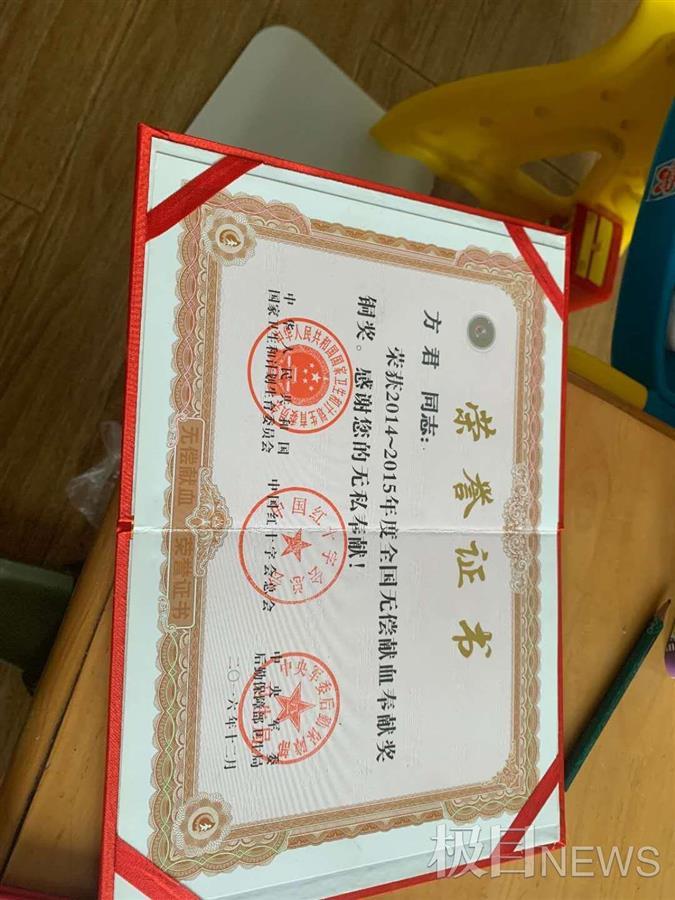 荣誉证书
方君 同志：
荣获2014~2015年度全国无偿献血奉献奖
铜奖。感谢您的无私奉献！
中华人民共和国
国家卫生和计划生育委员会
中国红十字会总会
中央军委
后勤保障部卫生局
二〇一六年十二月
无偿献血 荣誉证书
极目NEWS